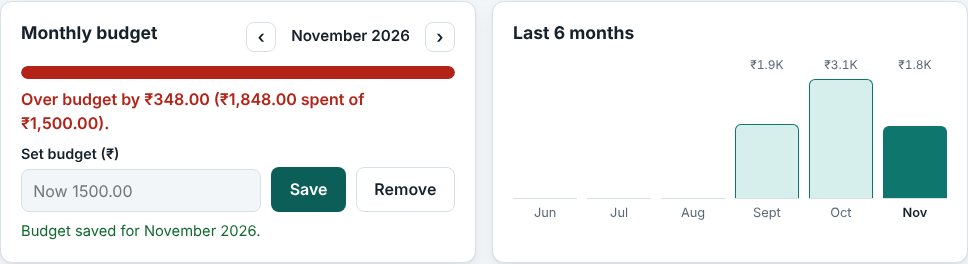 Monthly budget
‹ November 2026 ›
Over budget by ₹348.00 (₹1,848.00 spent of
₹1,500.00).
Set budget (₹)
Now 1500.00
Save
Remove
Budget saved for November 2026.
Last 6 months
₹1.9K ₹3.1K ₹1.8K
Jun Jul Aug Sept Oct Nov